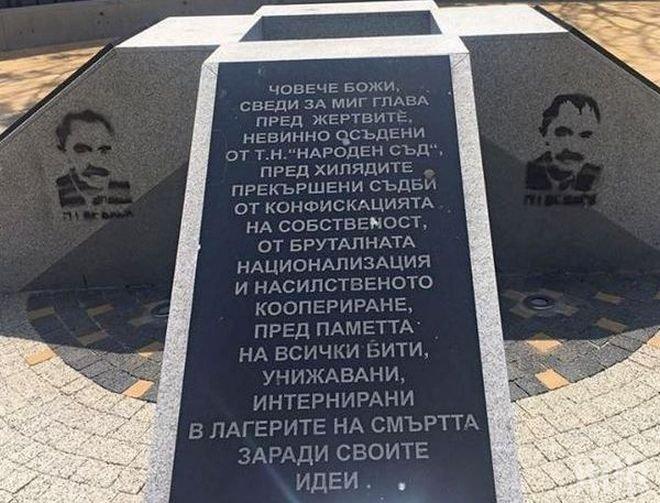 ЧОВЕЧЕ БОЖИ,
СВЕДИ ЗА МИГ ГЛАВА
ПРЕД ЖЕРТВИТЕ,
НЕВИННО ОСЪДЕНИ
ОТ Т.Н."НАРОДЕН СЪД",
ПРЕД ХИЛЯДИТЕ
ПРЕКЪРШЕНИ СЪДБИ
ОТ КОНФИСКАЦИЯТА
НА СОБСТВЕНОСТ,
ОТ БРУТАЛНАТА
НАЦИОНАЛИЗАЦИЯ
И НАСИЛСТВЕНОТО
КООПЕРИРАНЕ,
ПРЕД ПАМЕТТА
НА ВСИЧКИ БИТИ,
УНИЖАВАНИ,
ИНТЕРНИРАНИ
В ЛАГЕРИТЕ НА СМЪРТТА
ЗАРАДИ СВОИТЕ
ИДЕИ